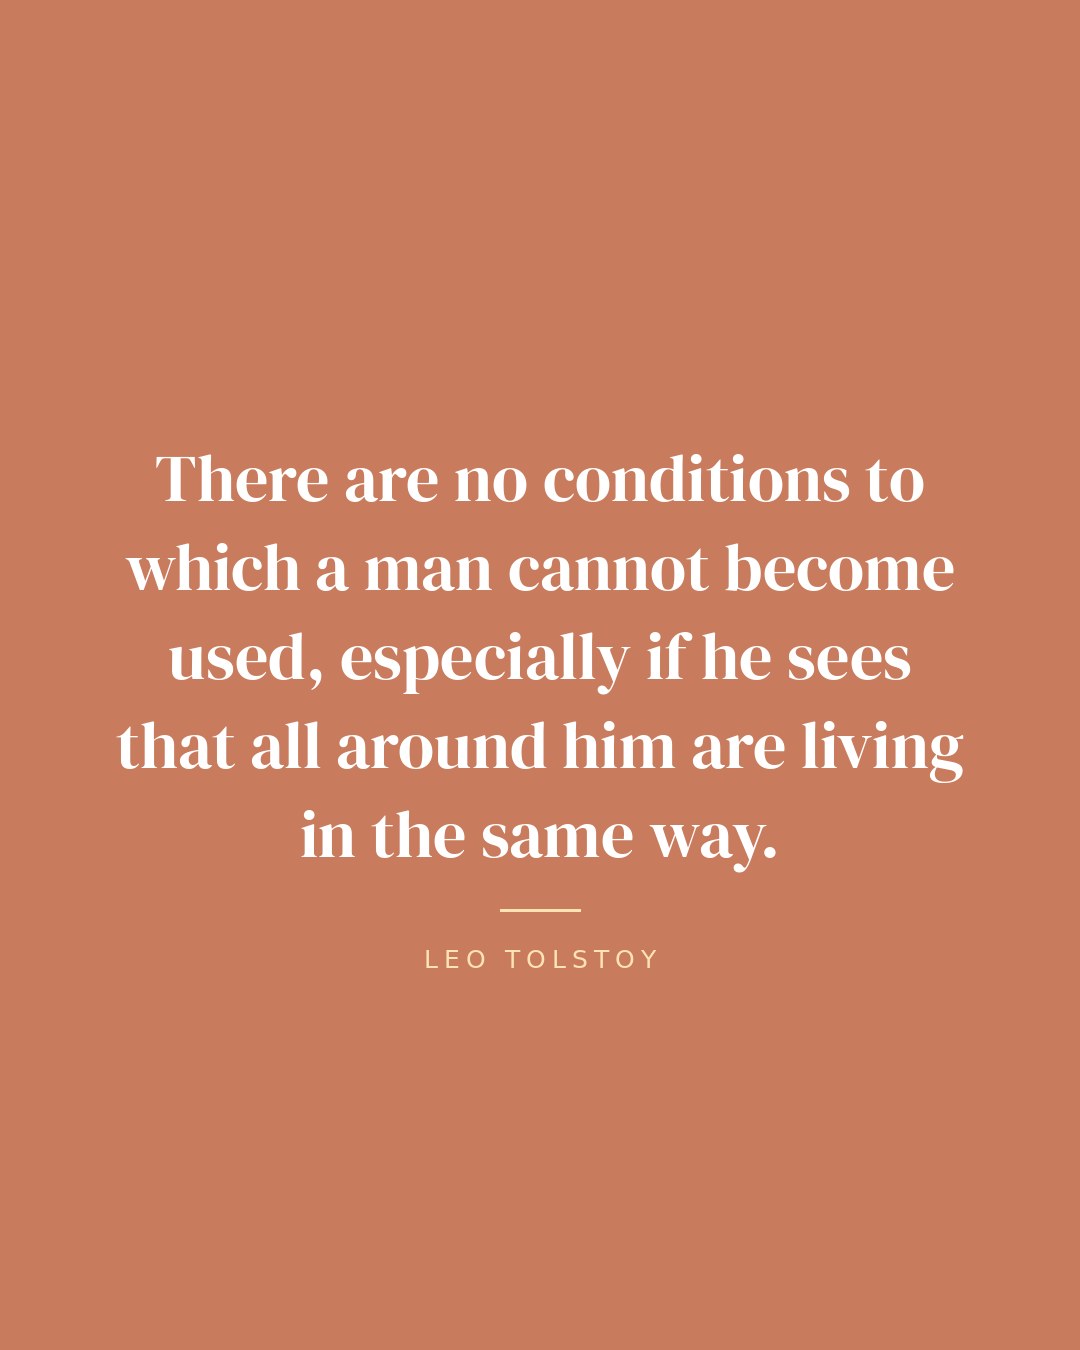 There are no conditions to
which a man cannot become
used, especially if he sees
that all around him are living
in the same way.
LEO TOLSTOY